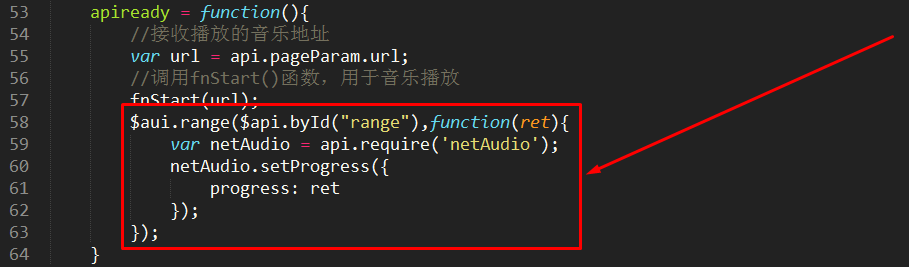 53 apiready = function(){
54 //接收播放的音乐地址
55 var url = api.pageParam.url;
56 //调用fnStart()函数，用于音乐播放
57 fnStart(url);
58 $aui.range($api.byId("range"),function(ret){
59 var netAudio = api.require('netAudio');
60 netAudio.setProgress({
61 progress: ret
62 });
63 });
64 }